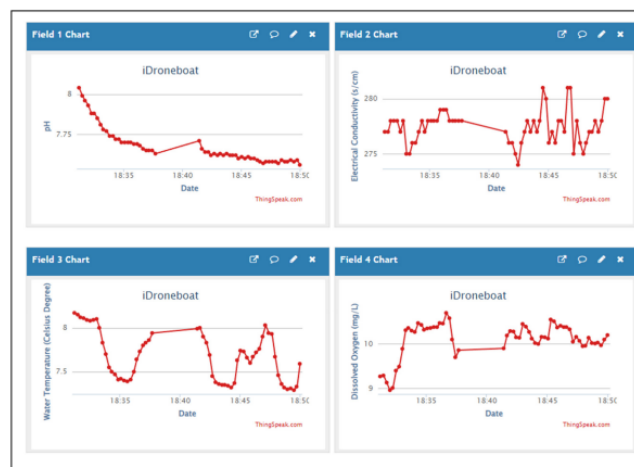 Field 1 Chart
iDroneboat
pH
8
7.75
18:35
18:40
18:45
18:50
Date
ThingSpeak.com
Field 2 Chart
iDroneboat
Electrical Conductivity (s/cm)
280
275
18:35
18:40
18:45
18:50
Date
ThingSpeak.com
Field 3 Chart
iDroneboat
Water Temperature (Celsius Degree)
8
7.5
18:35
18:40
18:45
18:50
Date
ThingSpeak.com
Field 4 Chart
iDroneboat
Dissolved Oxygen (mg/L)
10
9
18:35
18:40
18:45
18:50
Date
ThingSpeak.com